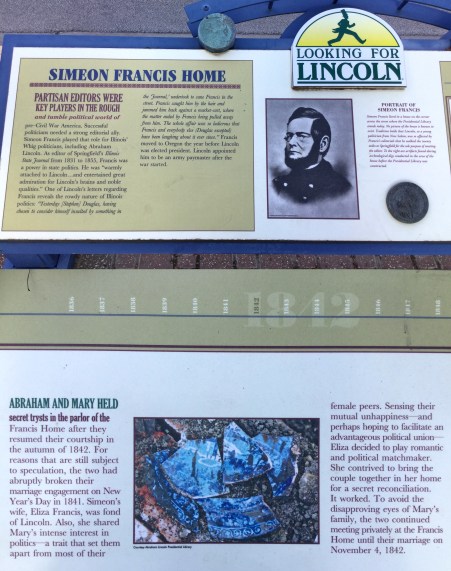 LOOKING FOR
LINCOLN
SIMEON FRANCIS HOME
PARTISAN EDITORS WERE
KEY PLAYERS IN THE ROUGH
and tumble political world of
pre-Civil War America. Successful
politicians needed a strong editorial ally.
Simeon Francis played that role for Illinois
Whig politicians, including Abraham
Lincoln. As editor of Springfield's Illinois
State Journal from 1831 to 1855, Francis was
a power in state politics. He was "warmly
attached to Lincoln...and entertained great
admiration for Lincoln's brains and noble
qualities." One of Lincoln's letters regarding
Francis reveals the rowdy nature of Illinois
politics. "Yesterday [Stephen] Douglas, having
chosen to consider himself insulted by something in
the 'Journal,' undertook to cane Francis in the
street. Francis caught him by the hair and
jammed him back against a market-cart, where
the matter ended by Francis being pulled away
from him. The whole affair was so ludicrous that
Francis and everybody else (Douglas excepted)
have been laughing about it ever since." Francis
moved to Oregon the year before Lincoln
was elected president. Lincoln appointed
him to be an army paymaster after the
war started.
PORTRAIT OF
SIMEON FRANCIS
1836 1837 1838 1839 1840 1841 1842 1843 1844 1845 1846 1847 1848
1842
ABRAHAM AND MARY HELD
secret trysts in the parlor of the
Francis Home after they
resumed their courtship in
the autumn of 1842. For
reasons that are still subject
to speculation, the two had
abruptly broken their
marriage engagement on New
Year's Day in 1841. Simeon's
wife, Eliza Francis, was fond
of Lincoln. Also, she shared
Mary's intense interest in
politics—a trait that set them
apart from most of their
Courtesy Abraham Lincoln Presidential Library
female peers. Sensing their
mutual unhappiness—and
perhaps hoping to facilitate an
advantageous political union—
Eliza decided to play romantic
and political matchmaker.
She contrived to bring the
couple together in her home
for a secret reconciliation.
It worked. To avoid the
disapproving eyes of Mary's
family, the two continued
meeting privately at the Francis
Home until their marriage on
November 4, 1842.